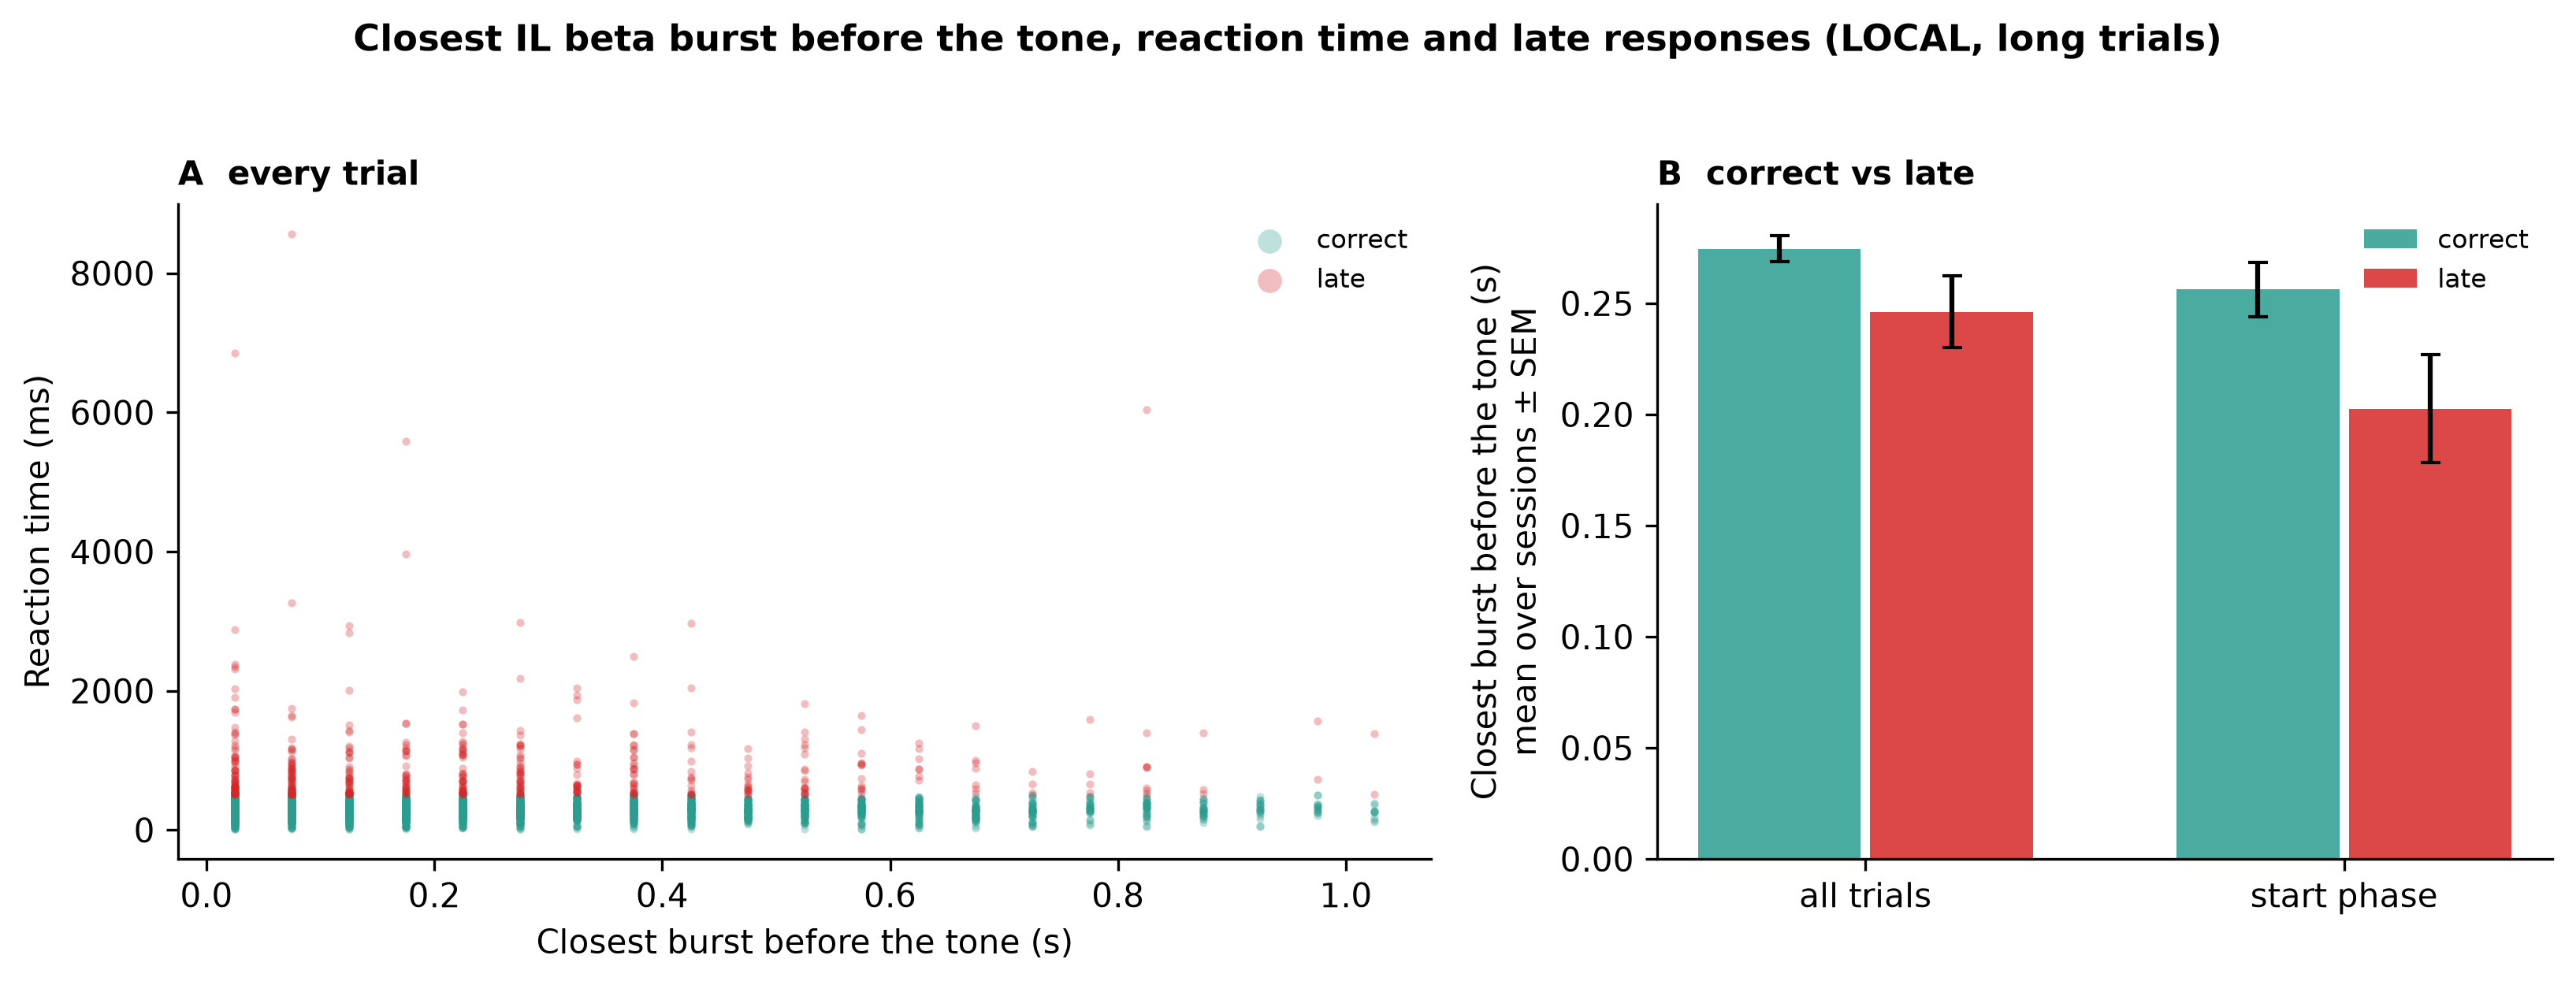 Closest IL beta burst before the tone, reaction time and late responses (LOCAL, long trials)
A every trial
Reaction time (ms)
8000
6000
4000
2000
0
0.0 0.2 0.4 0.6 0.8 1.0
Closest burst before the tone (s)
correct
late
B correct vs late
Closest burst before the tone (s)
mean over sessions ± SEM
0.25
0.20
0.15
0.10
0.05
0.00
all trials start phase
correct
late